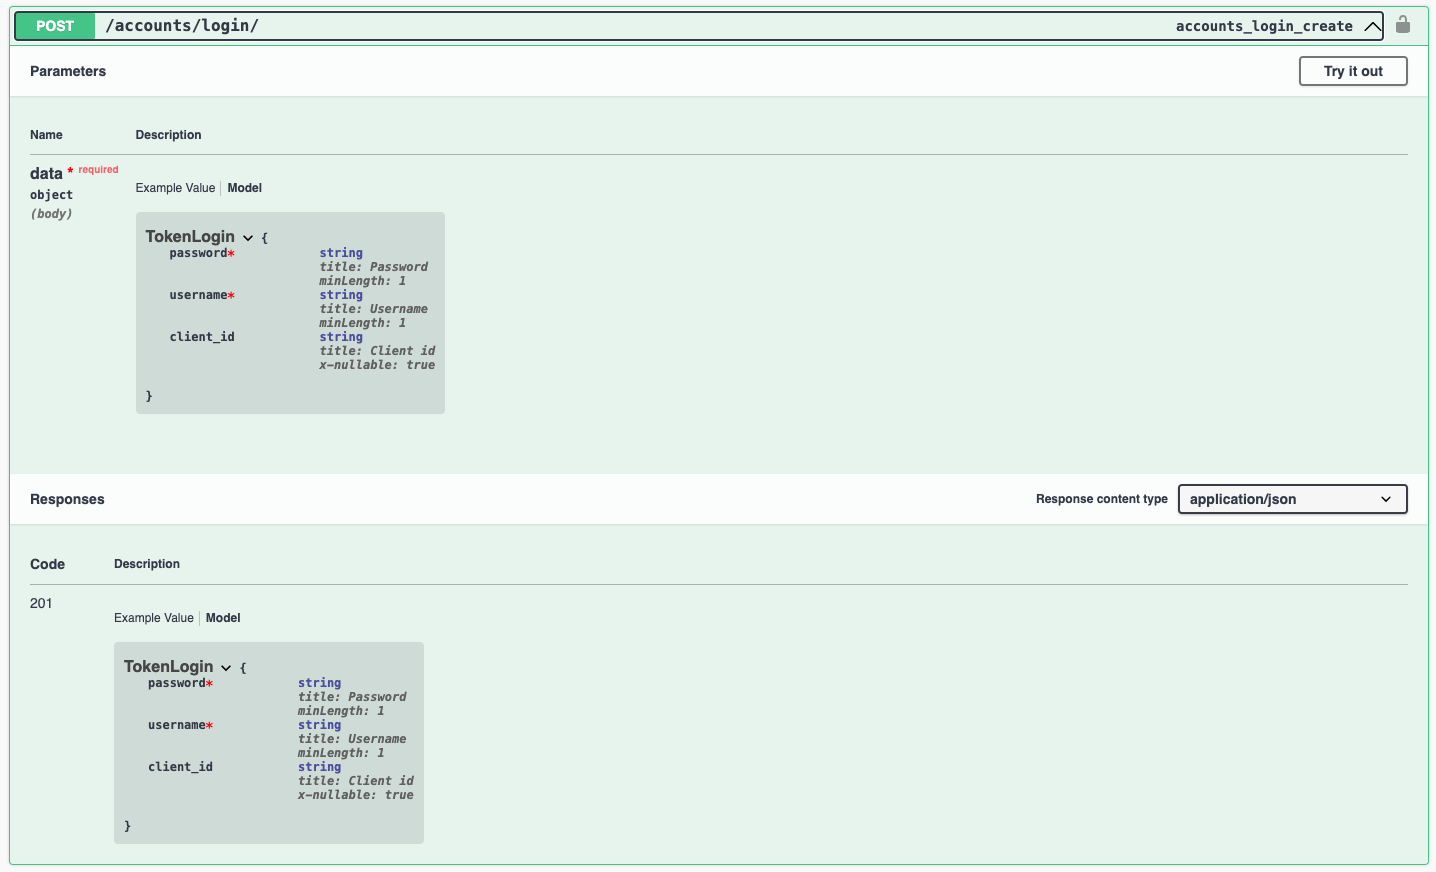 POST /accounts/login/ accounts_login_create
Parameters Try it out
Name Description
data * required
object
(body)
Example Value Model
TokenLogin {
password* string
title: Password
minLength: 1
username* string
title: Username
minLength: 1
client_id string
title: Client id
x-nullable: true
}
Responses Response content type application/json
Code Description
201
Example Value Model
TokenLogin {
password* string
title: Password
minLength: 1
username* string
title: Username
minLength: 1
client_id string
title: Client id
x-nullable: true
}